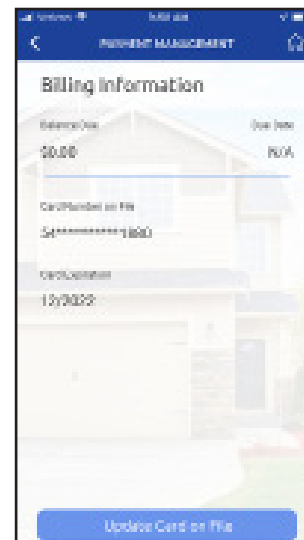 PAYMENT MANAGEMENT
Billing Information
Balance Due Due Date
$0.00 N/A
Card Number on File
Card Expiration
12/2022
Update Card on File